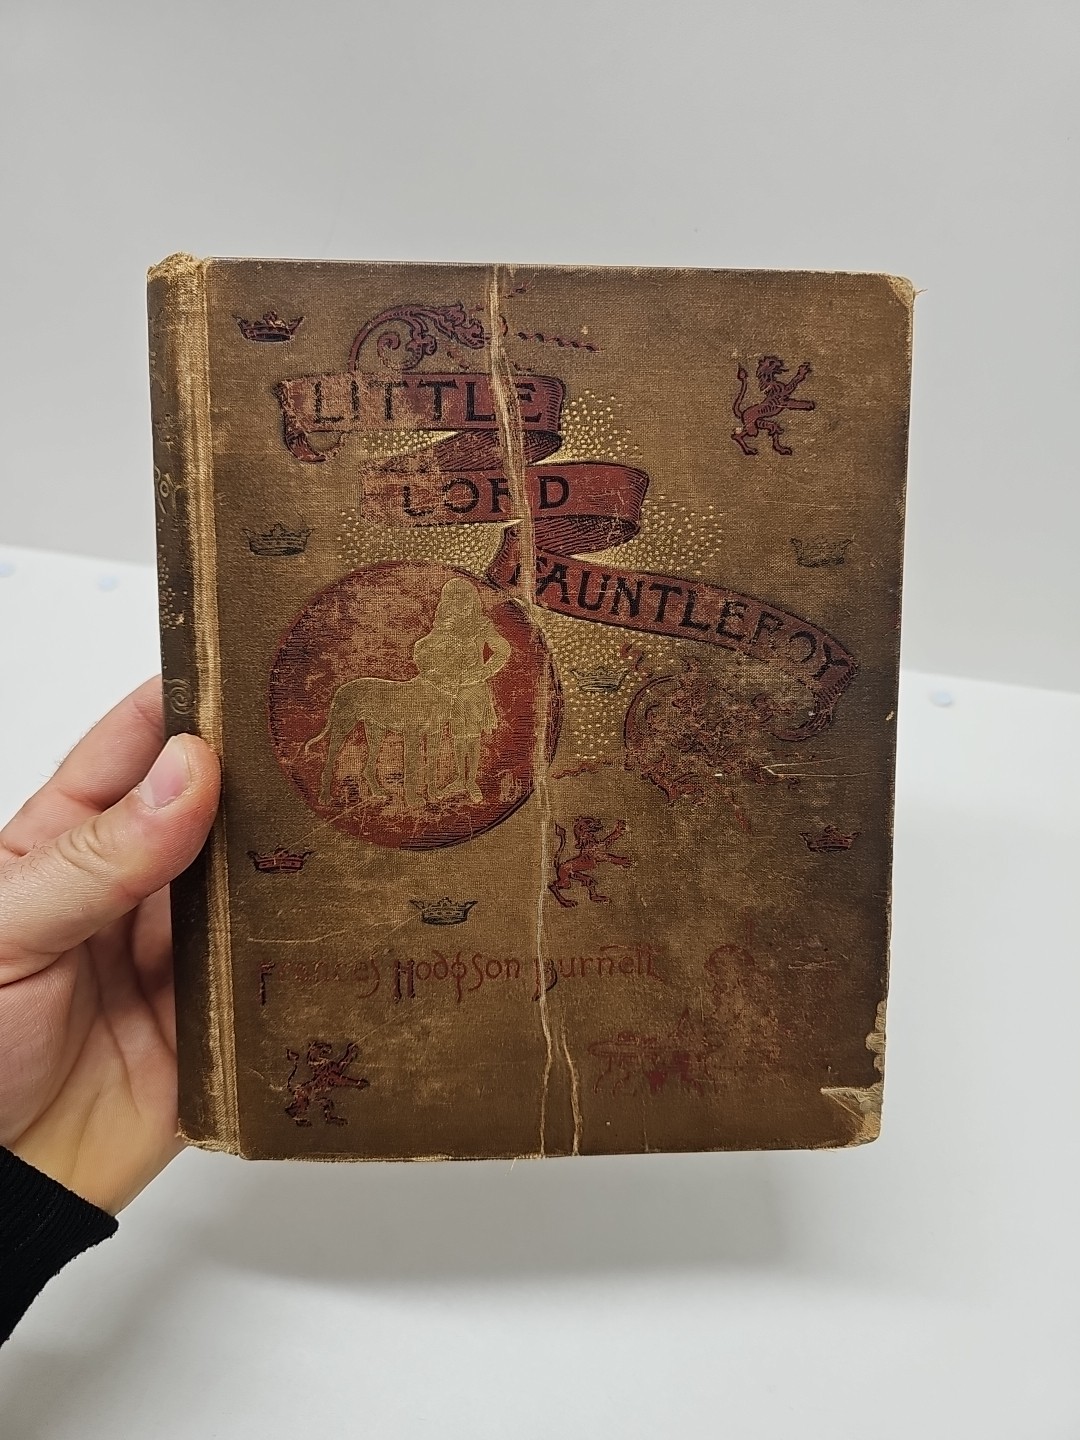 LITTLE
LORD
FAUNTLEROY
Frances Hodgson Burnett